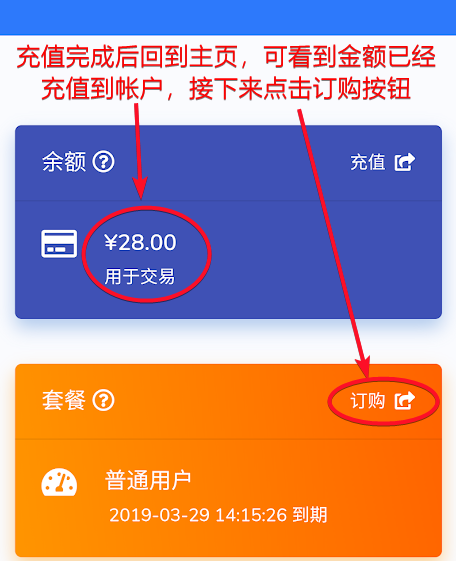 充值完成后回到主页，可看到金额已经
充值到帐户，接下来点击订购按钮
余额 ?
充值
¥28.00
用于交易
套餐 ?
订购
普通用户
2019-03-29 14:15:26 到期